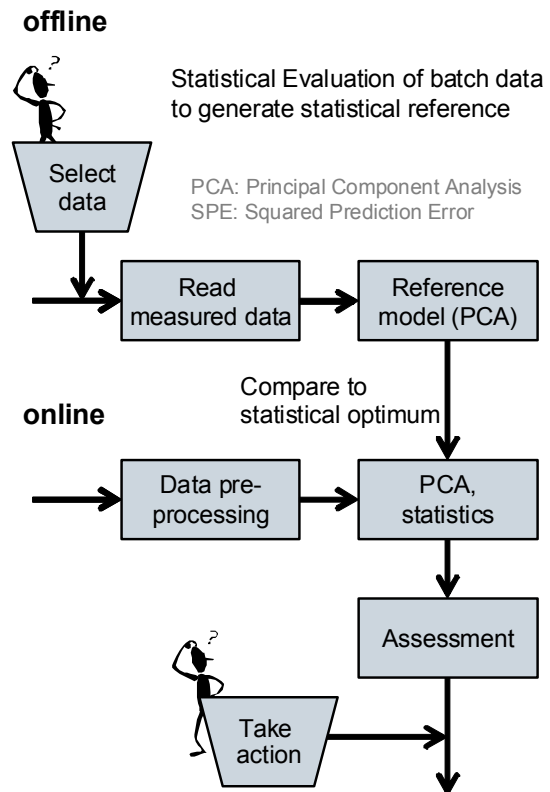 offline
?
Statistical Evaluation of batch data
to generate statistical reference
Select
data
PCA: Principal Component Analysis
SPE: Squared Prediction Error
Read
measured data
Reference
model (PCA)
Compare to
statistical optimum
online
Data pre-
processing
PCA,
statistics
Assessment
?
Take
action